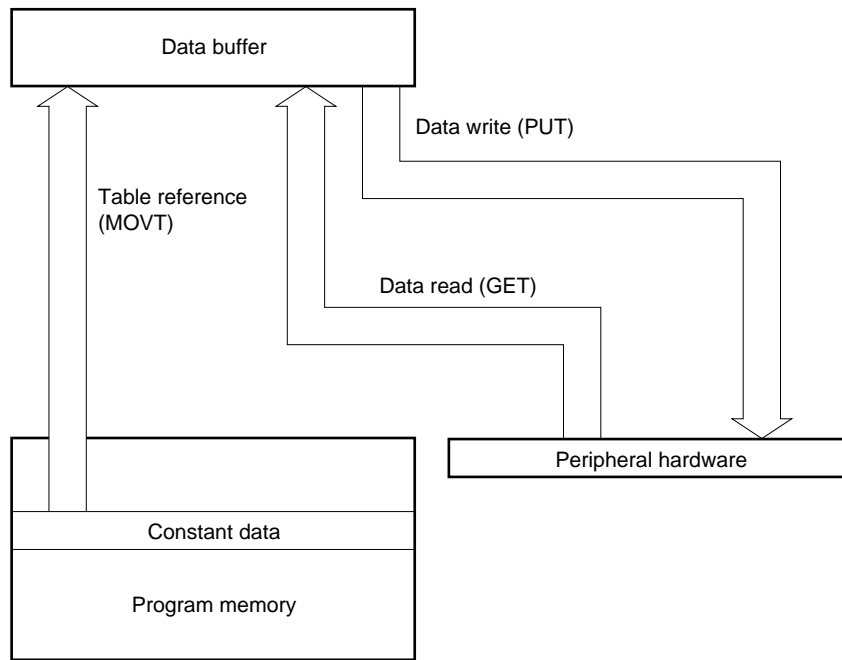 Data buffer
Data write (PUT)
Table reference
(MOVT)
Data read (GET)
Peripheral hardware
Constant data
Program memory